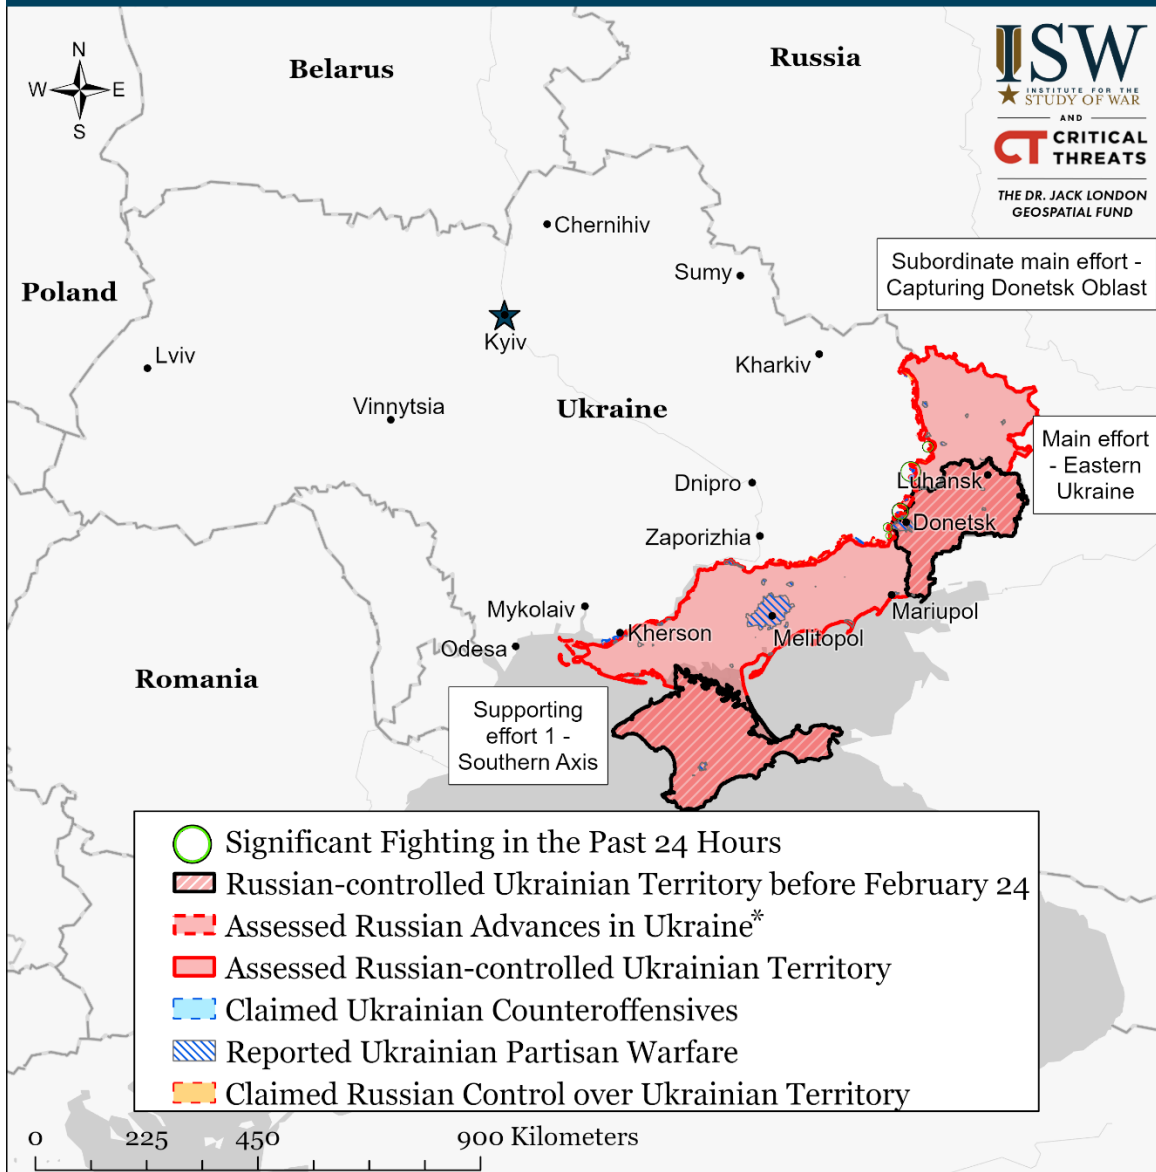 N
W
E
S
Belarus
Russia
ISW
INSTITUTE FOR THE
STUDY OF WAR
AND
CT CRITICAL
THREATS
THE DR. JACK LONDON
GEOSPATIAL FUND
Chernihiv
Subordinate main effort -
Capturing Donetsk Oblast
Sumy
Poland
Kyiv
Lviv
Kharkiv
Vinnytsia
Ukraine
Main effort
- Eastern
Ukraine
Luhansk
Dnipro
Donetsk
Zaporizhia
Mykolaiv
Mariupol
Kherson
Melitopol
Odesa
Romania
Supporting
effort 1 -
Southern Axis
Significant Fighting in the Past 24 Hours
Russian-controlled Ukrainian Territory before February 24
Assessed Russian Advances in Ukraine*
Assessed Russian-controlled Ukrainian Territory
Claimed Ukrainian Counteroffensives
Reported Ukrainian Partisan Warfare
Claimed Russian Control over Ukrainian Territory
0 225 450 900 Kilometers